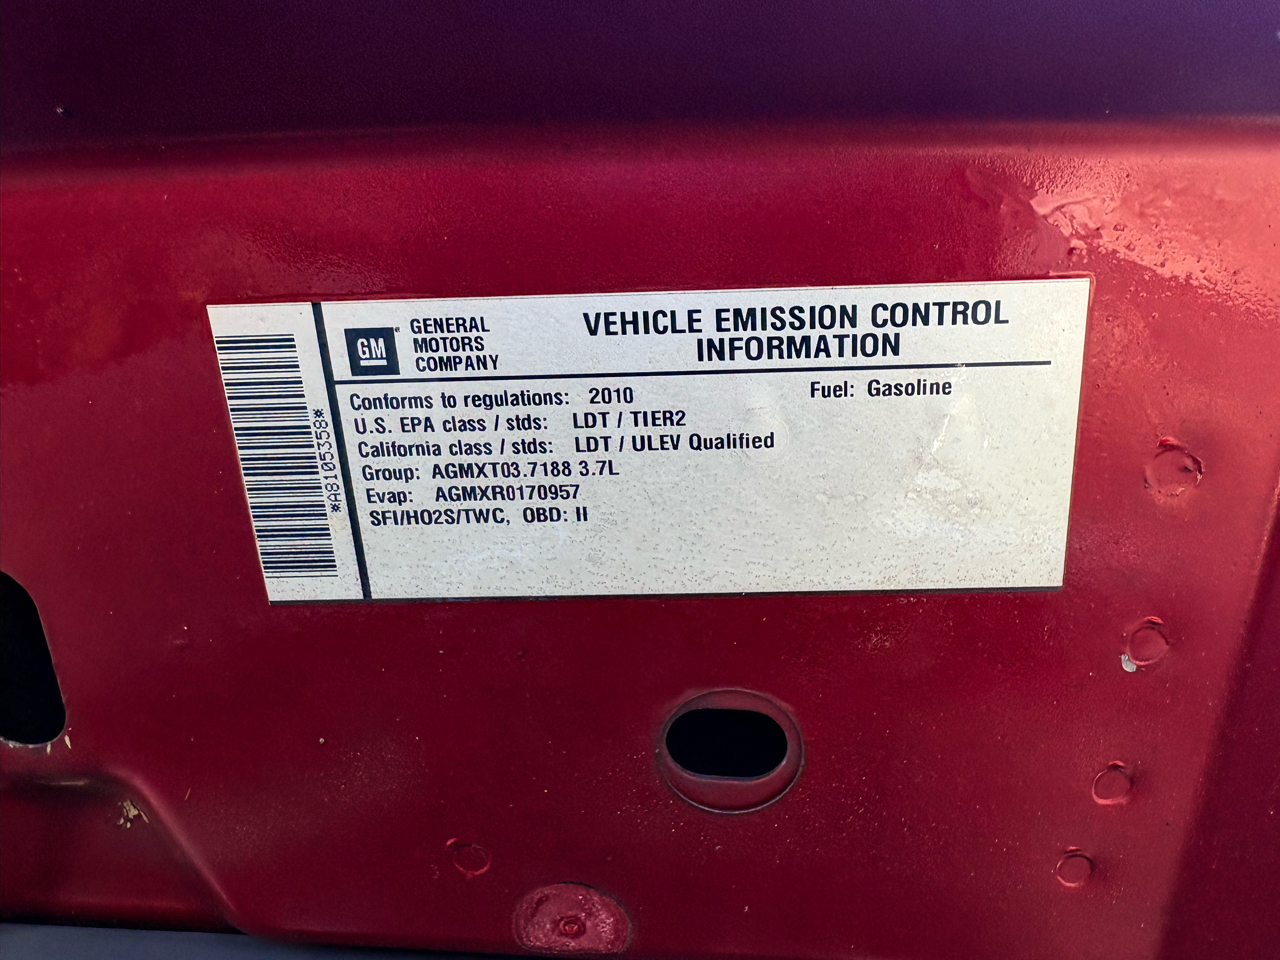 *A8105358*
GM
GENERAL
MOTORS
COMPANY
VEHICLE EMISSION CONTROL
INFORMATION
Conforms to regulations: 2010
Fuel: Gasoline
U.S. EPA class / stds: LDT / TIER2
California class / stds: LDT / ULEV Qualified
Group: AGMXT03.7188 3.7L
Evap: AGMXR0170957
SFI/HO2S/TWC, OBD: II